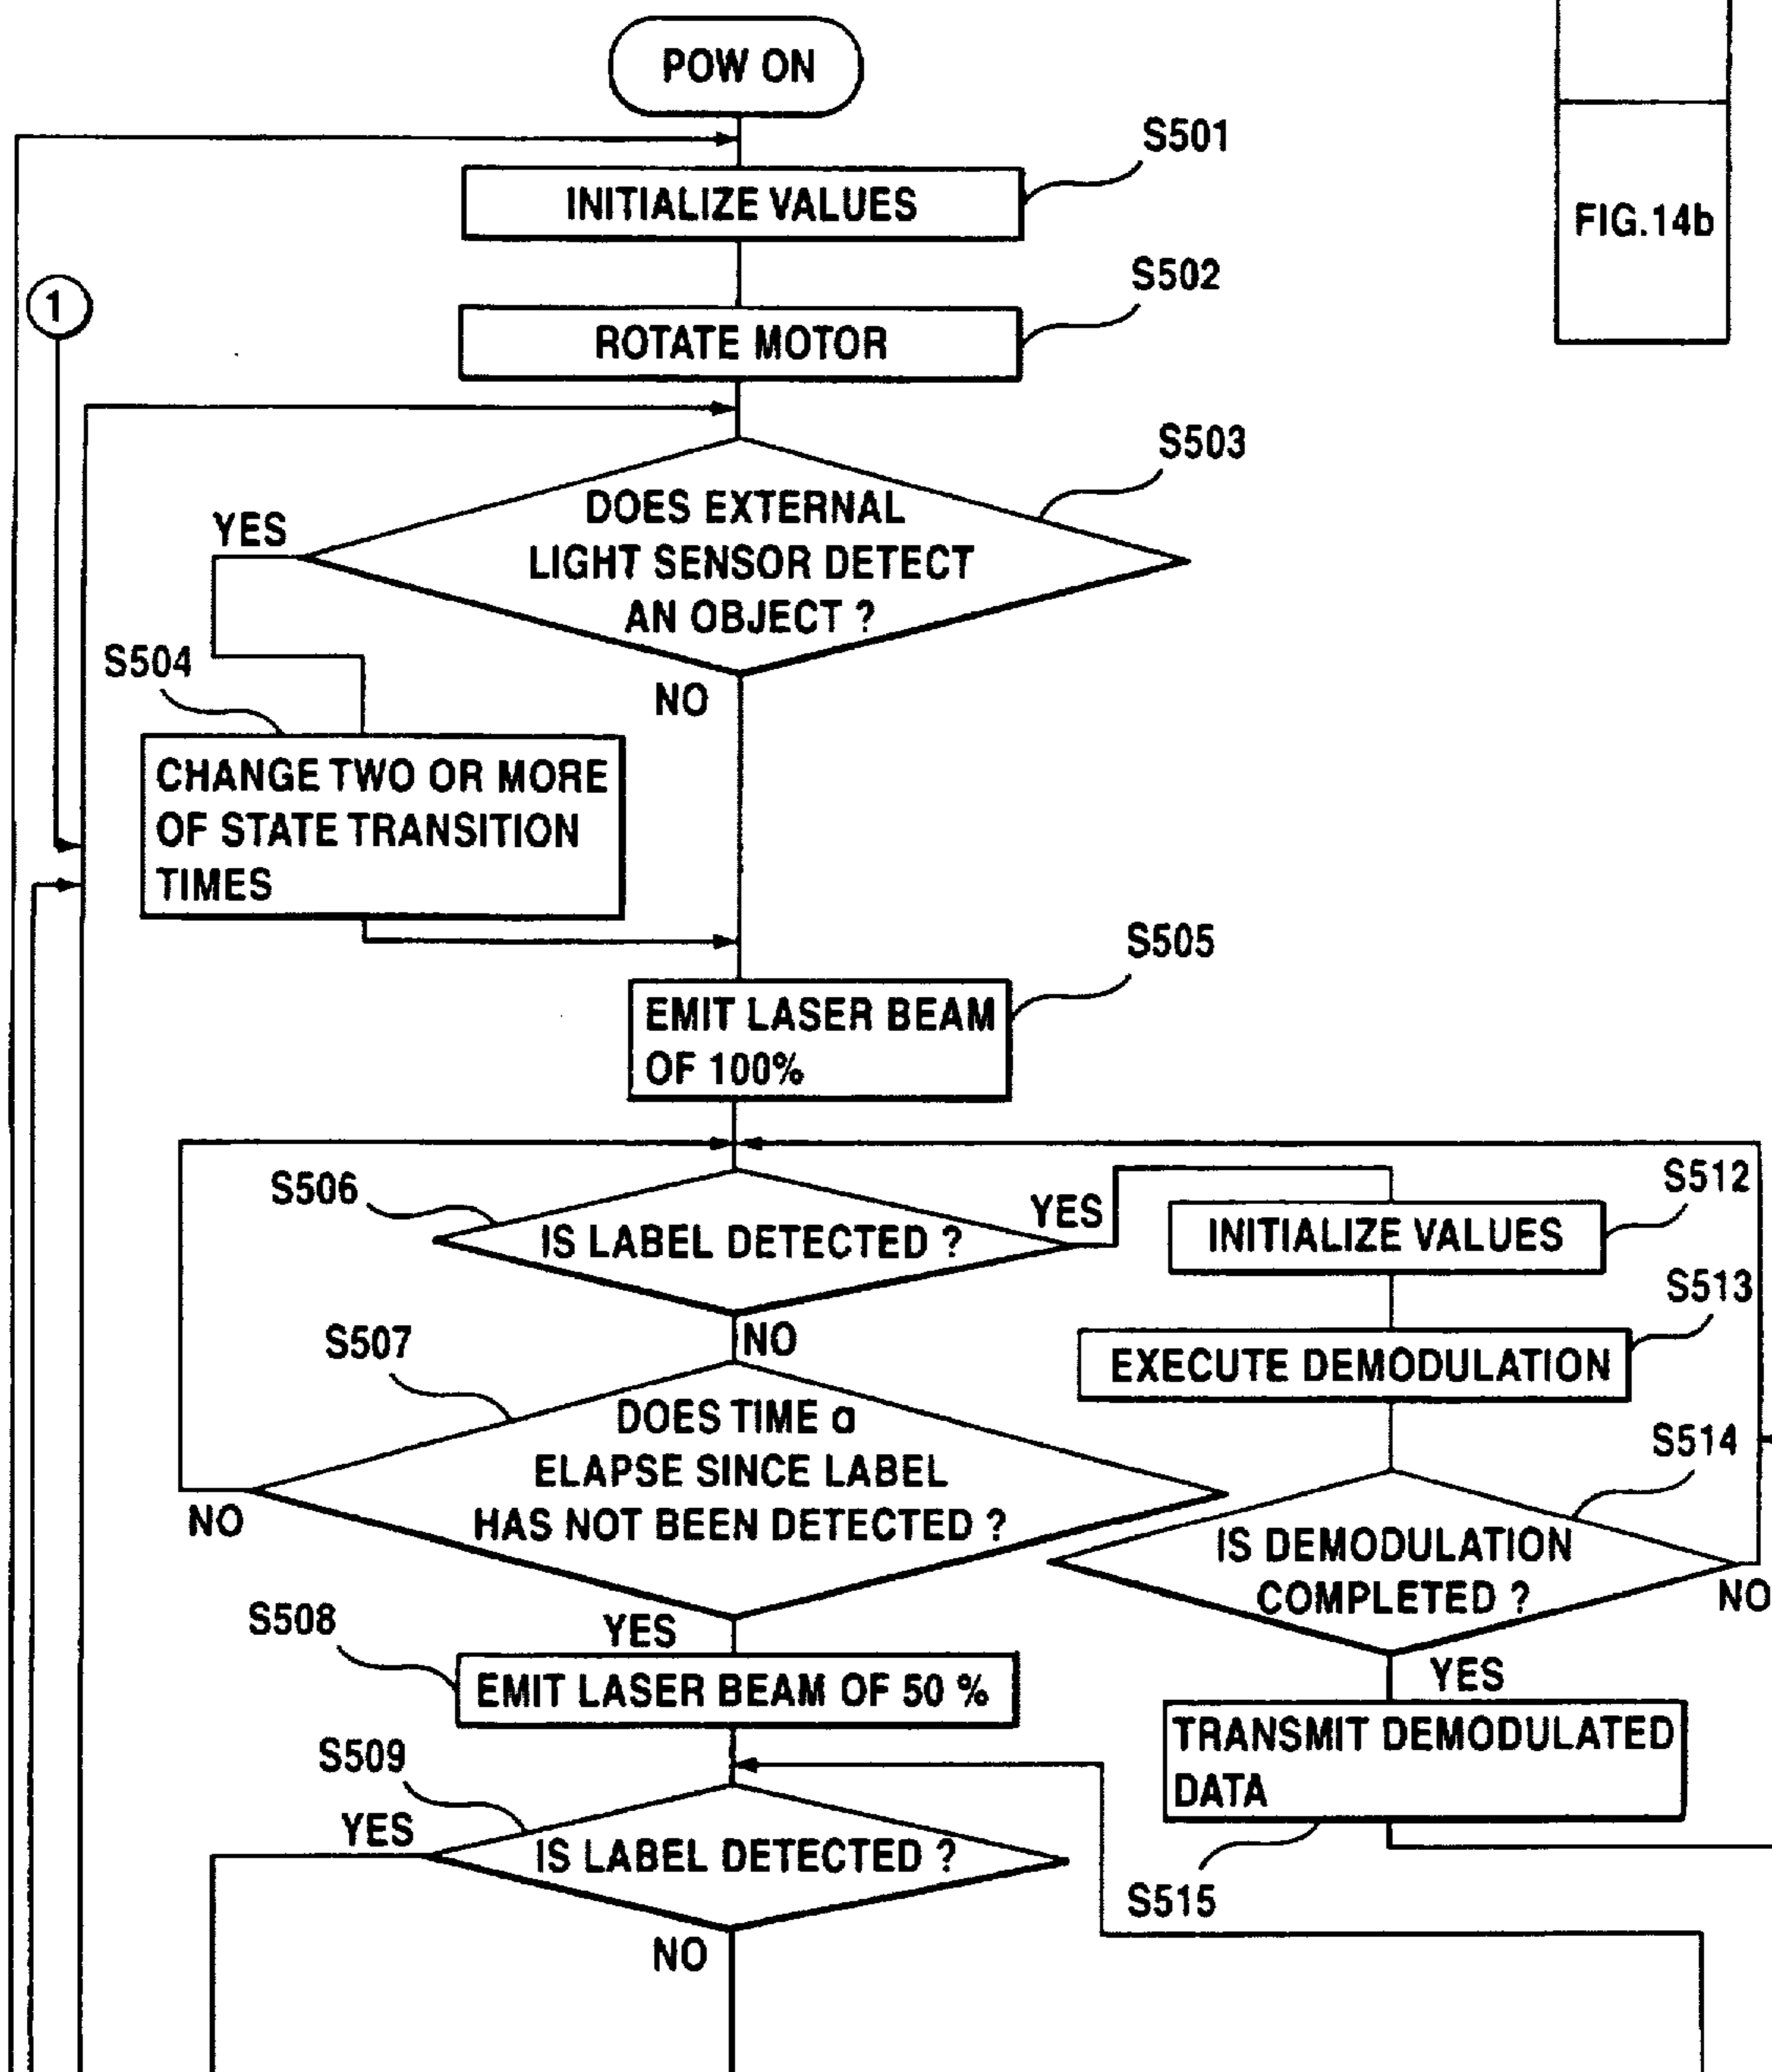 POW ON
S501
INITIALIZE VALUES
FIG.14b
S502
1
ROTATE MOTOR
S503
DOES EXTERNAL
LIGHT SENSOR DETECT
AN OBJECT ?
YES
NO
S504
CHANGE TWO OR MORE
OF STATE TRANSITION
TIMES
S505
EMIT LASER BEAM
OF 100%
S506
IS LABEL DETECTED ?
YES
NO
S512
INITIALIZE VALUES
S513
EXECUTE DEMODULATION
S507
DOES TIME a
ELAPSE SINCE LABEL
HAS NOT BEEN DETECTED ?
NO
YES
S514
IS DEMODULATION
COMPLETED ?
NO
YES
S508
EMIT LASER BEAM OF 50 %
TRANSMIT DEMODULATED
DATA
S515
S509
YES
IS LABEL DETECTED ?
NO